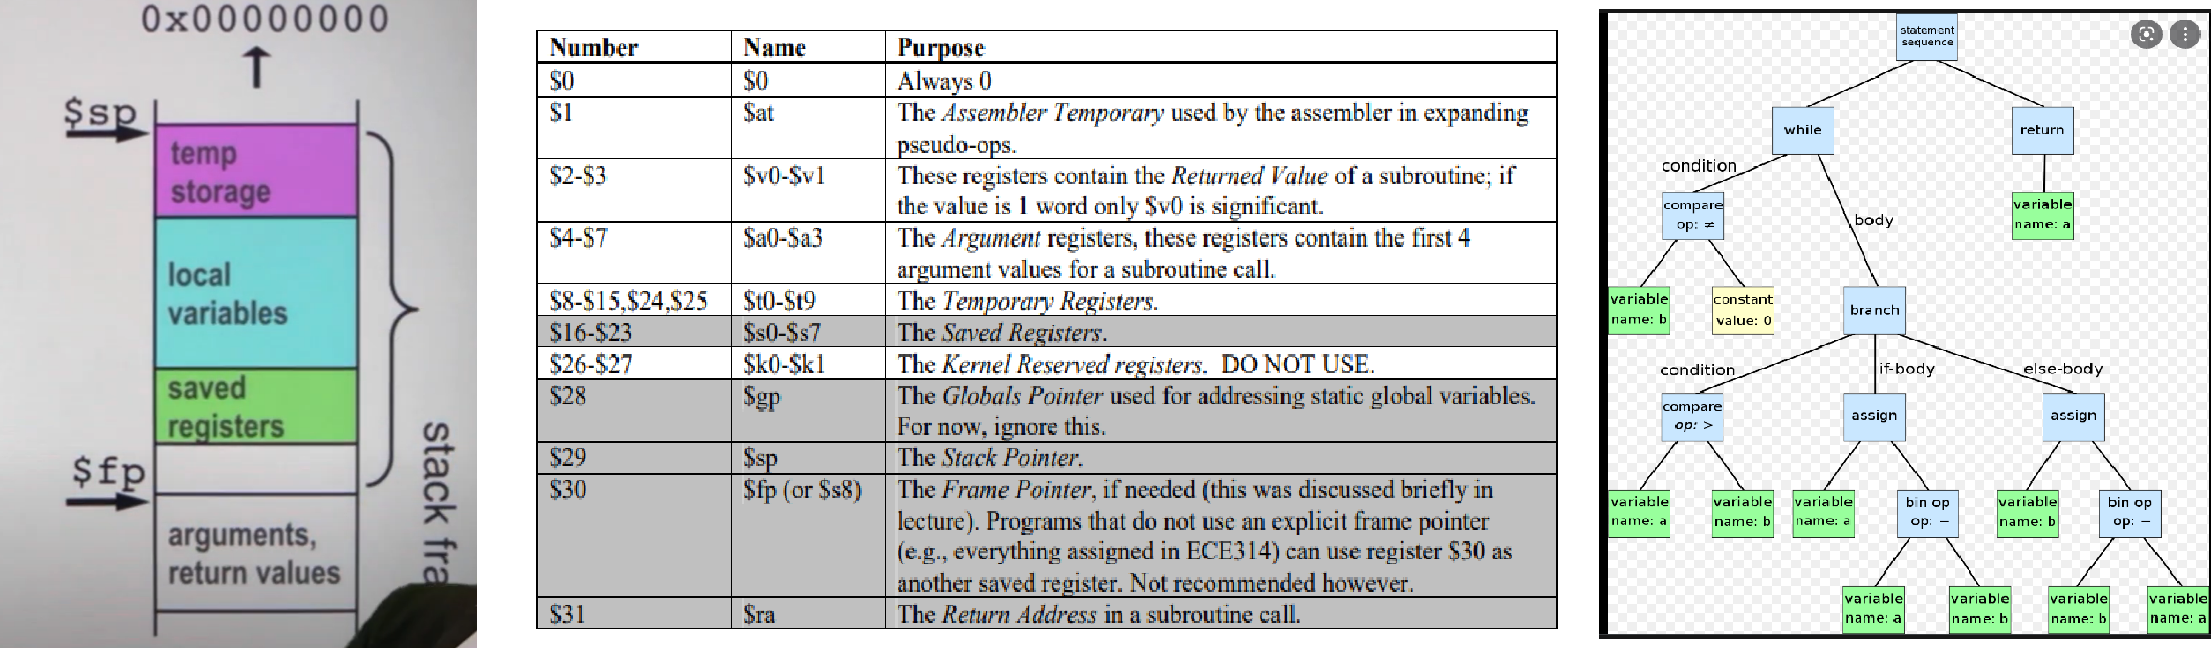 0x00000000
$sp
temp
storage
local
variables
saved
registers
$fp
arguments,
return values
stack fra
Number Name Purpose
$0 $0 Always 0
$1 $at The Assembler Temporary used by the assembler in expanding
pseudo-ops.
$2-$3 $v0-$v1 These registers contain the Returned Value of a subroutine; if
the value is 1 word only $v0 is significant.
$4-$7 $a0-$a3 The Argument registers, these registers contain the first 4
argument values for a subroutine call.
$8-$15,$24,$25 $t0-$t9 The Temporary Registers.
$16-$23 $s0-$s7 The Saved Registers.
$26-$27 $k0-$k1 The Kernel Reserved registers. DO NOT USE.
$28 $gp The Globals Pointer used for addressing static global variables.
For now, ignore this.
$29 $sp The Stack Pointer.
$30 $fp (or $s8) The Frame Pointer, if needed (this was discussed briefly in
lecture). Programs that do not use an explicit frame pointer
(e.g., everything assigned in ECE314) can use register $30 as
another saved register. Not recommended however.
$31 $ra The Return Address in a subroutine call.
statement
sequence
while
return
condition
body
compare
op: ≠
variable
name: a
variable
name: b
constant
value: 0
branch
condition
if-body
else-body
compare
op: >
assign
assign
variable
name: a
variable
name: b
variable
name: a
bin op
op: −
variable
name: b
bin op
op: −
variable
name: a
variable
name: b
variable
name: b
variable
name: a